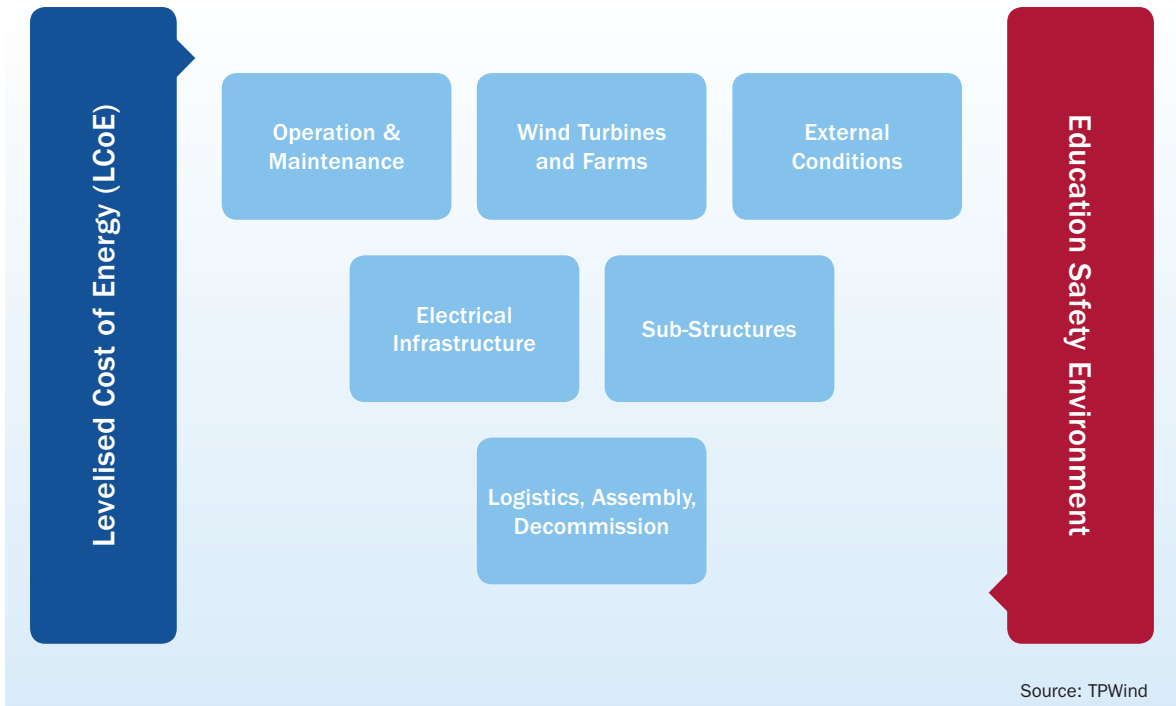 Levelised Cost of Energy (LCoE)
Operation &
Maintenance
Wind Turbines
and Farms
External
Conditions
Electrical
Infrastructure
Sub-Structures
Logistics, Assembly,
Decommission
Education Safety Environment
Source: TPWind